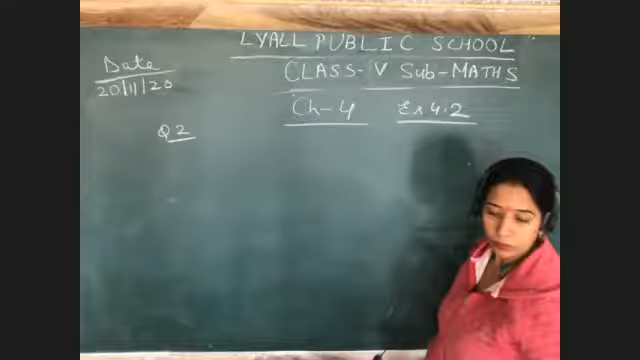 LYALL PUBLIC SCHOOL
Date
CLASS-V Sub-MATHS
20/11/20
Ch-4 Ex 4.2
Q2